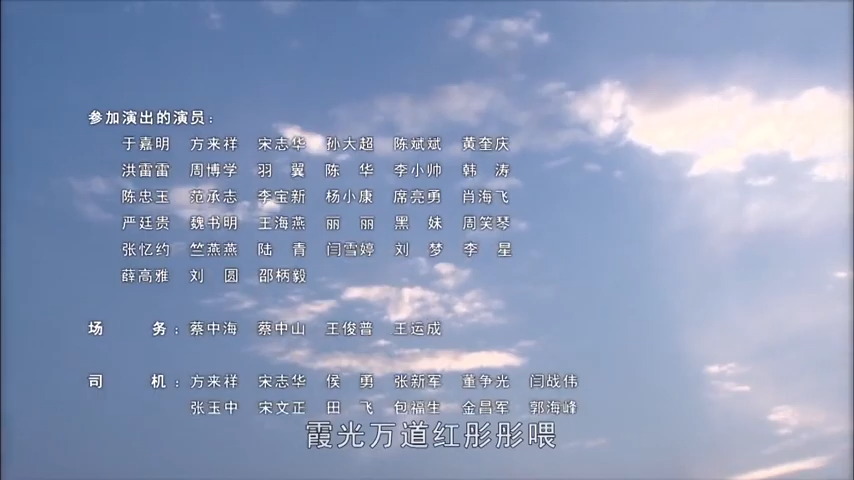 参加演出的演员：
于嘉明 方来祥 宋志华 孙大超 陈斌斌 黄奎庆
洪雷雷 周博学 羽翼 陈华 李小帅 韩涛
陈忠玉 范承志 李宝新 杨小康 席亮勇 肖海飞
严廷贵 魏书明 王海燕 丽丽 黑妹 周笑琴
张忆约 竺燕燕 陆青 闫雪婷 刘梦 李星
薛高雅 刘圆 邵柄毅
场务：蔡中海 蔡中山 王俊普 王运成
司机：方来祥 宋志华 侯勇 张新军 董争光 闫战伟
张玉中 宋文正 田飞 包福生 金昌军 郭海峰
霞光万道红彤彤喂